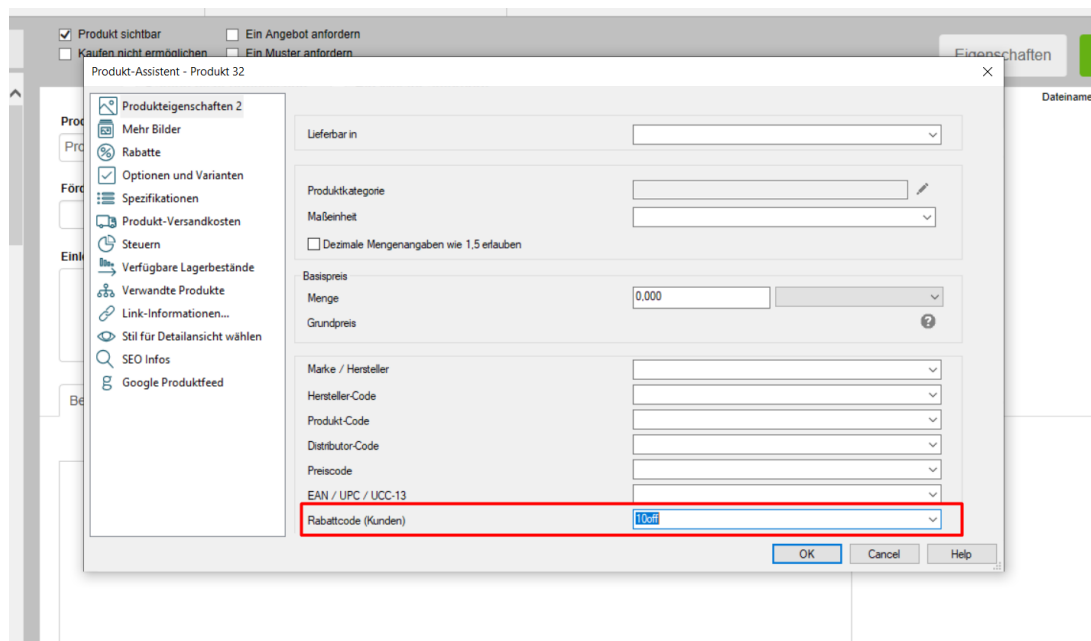 Produkt sichtbar Ein Angebot anfordern
Kaufen nicht ermöglichen Ein Muster anfordern
Eigenschaften
Produkt-Assistent - Produkt 32
Dateiname
Produkteigenschaften 2
Mehr Bilder
Rabatte
Optionen und Varianten
Spezifikationen
Produkt-Versandkosten
Steuern
Verfügbare Lagerbestände
Verwandte Produkte
Link-Informationen...
Stil für Detailansicht wählen
SEO Infos
Google Produktfeed
Lieferbar in
Produktkategorie
Maßeinheit
Dezimale Mengenangaben wie 1,5 erlauben
Basispreis
Menge 0,000
Grundpreis
Marke / Hersteller
Hersteller-Code
Produkt-Code
Distributor-Code
Preiscode
EAN / UPC / UCC-13
Rabattcode (Kunden) 10off
OK Cancel Help